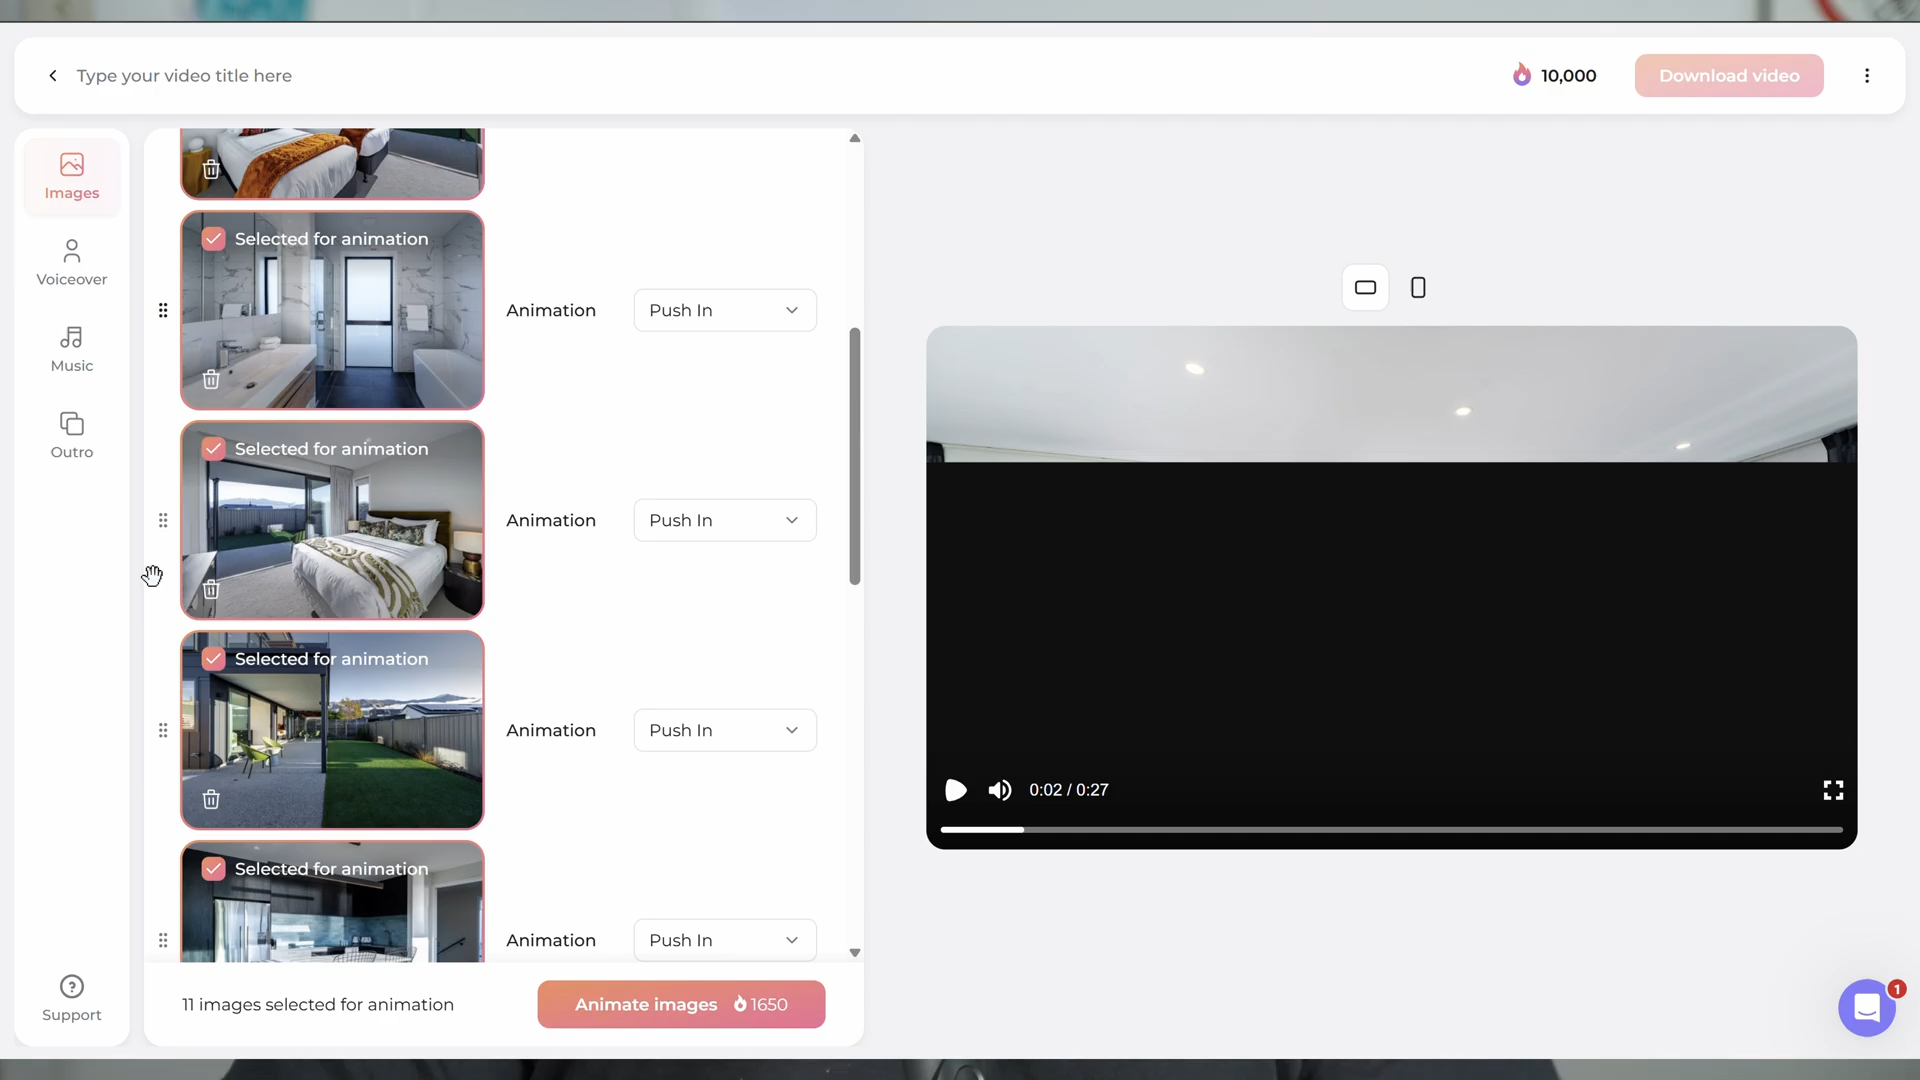 Type your video title here
10,000
Download video
Images
Voiceover
Music
Outro
Support
Selected for animation
Animation
Push In
Selected for animation
Animation
Push In
Selected for animation
Animation
Push In
Selected for animation
Animation
Push In
11 images selected for animation
Animate images 1650
0:02 / 0:27
1